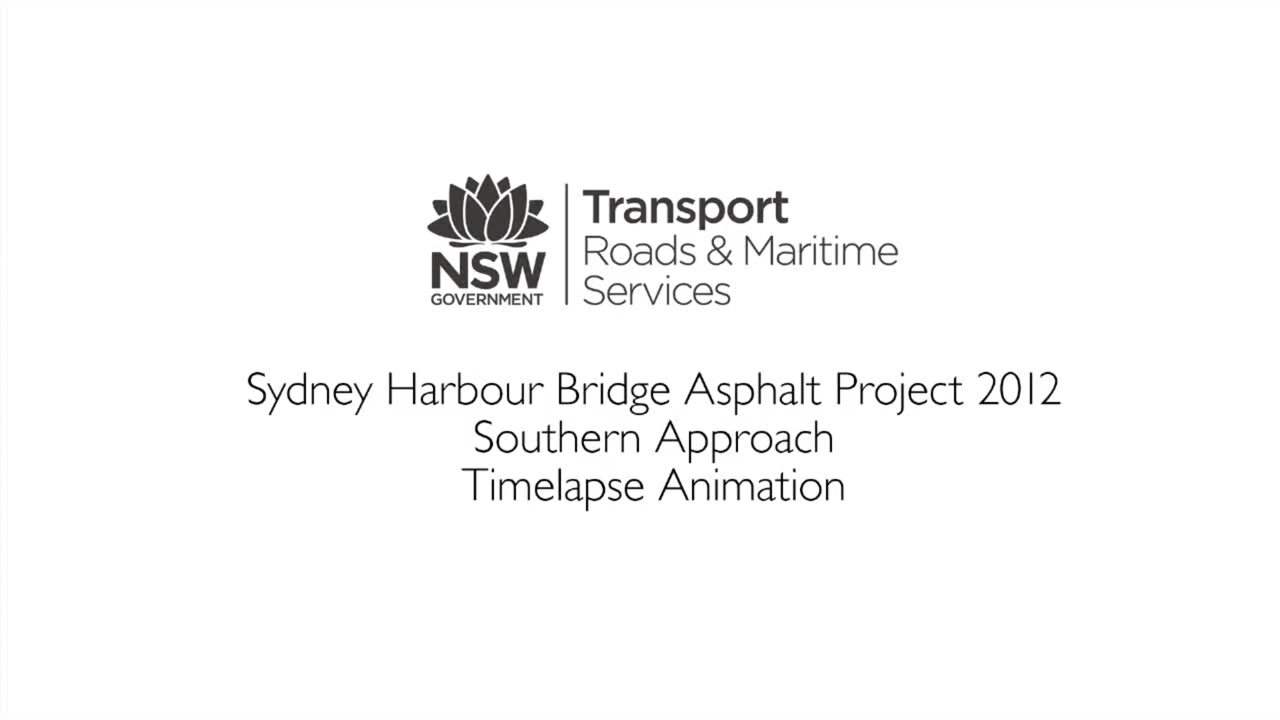 NSW
GOVERNMENT
Transport
Roads & Maritime
Services
Sydney Harbour Bridge Asphalt Project 2012
Southern Approach
Timelapse Animation